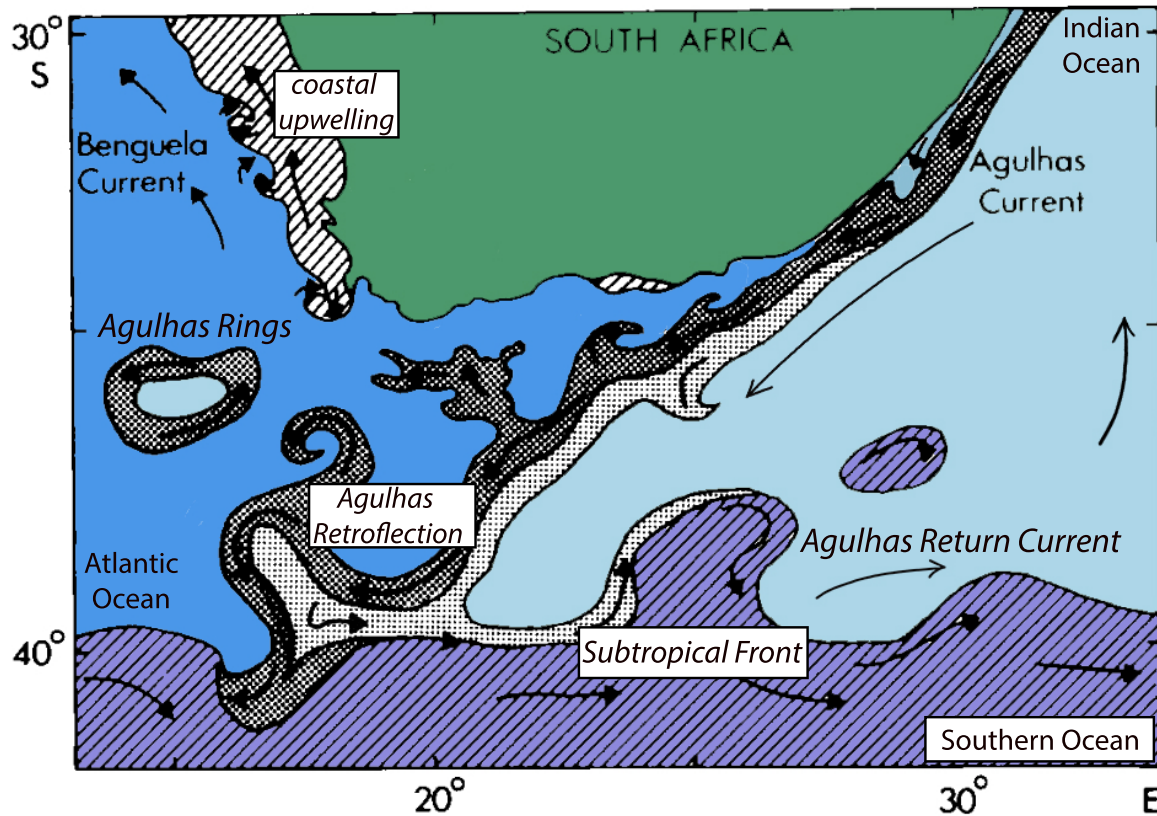 30°
S
SOUTH AFRICA
Indian
Ocean
coastal
upwelling
Benguela
Current
Agulhas
Current
Agulhas Rings
Agulhas
Retroflection
Agulhas Return Current
Atlantic
Ocean
40°
Subtropical Front
Southern Ocean
20°
30°
E